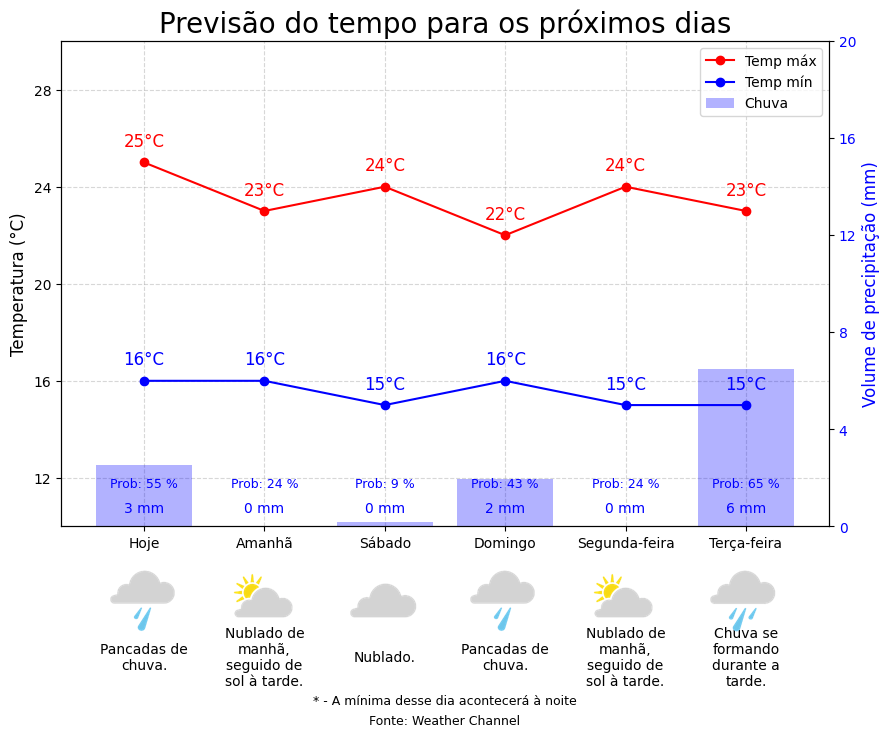 Previsão do tempo para os próximos dias
Temp máx
Temp mín
Chuva
Temperatura (°C)
28
24
20
16
12
Volume de precipitação (mm)
20
16
12
8
4
0
25°C 23°C 24°C 22°C 24°C 23°C
16°C 16°C 15°C 16°C 15°C 15°C
Prob: 55 % Prob: 24 % Prob: 9 % Prob: 43 % Prob: 24 % Prob: 65 %
3 mm 0 mm 0 mm 2 mm 0 mm 6 mm
Hoje Amanhã Sábado Domingo Segunda-feira Terça-feira
Pancadas de
chuva.
Nublado de
manhã,
seguido de
sol à tarde.
Nublado.
Pancadas de
chuva.
Nublado de
manhã,
seguido de
sol à tarde.
Chuva se
formando
durante a
tarde.
* - A mínima desse dia acontecerá à noite
Fonte: Weather Channel